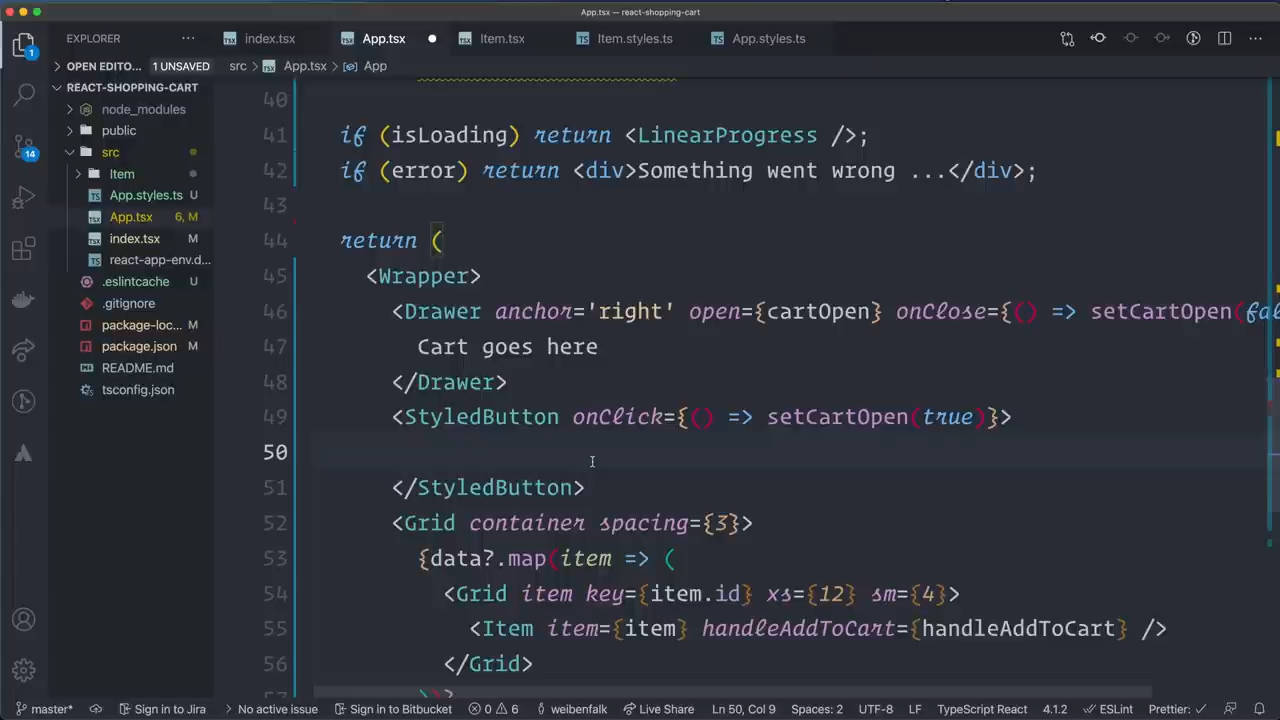 App.tsx — react-shopping-cart
EXPLORER
index.tsx
App.tsx
Item.tsx
Item.styles.ts
App.styles.ts
OPEN EDITO... 1 UNSAVED
src > App.tsx > App
REACT-SHOPPING-CART
node_modules
public
src
Item
App.styles.ts U
App.tsx 6, M
index.tsx M
react-app-env.d...
.eslintcache U
.gitignore
package-loc... M
package.json M
README.md
tsconfig.json
1
14
40
41 if (isLoading) return <LinearProgress />;
42 if (error) return <div>Something went wrong ...</div>;
43
44 return (
45 <Wrapper>
46 <Drawer anchor='right' open={cartOpen} onClose={() => setCartOpen(fal
47 Cart goes here
48 </Drawer>
49 <StyledButton onClick={() => setCartOpen(true)}>
50
51 </StyledButton>
52 <Grid container spacing={3}>
53 {data?.map(item => (
54 <Grid item key={item.id} xs={12} sm={4}>
55 <Item item={item} handleAddToCart={handleAddToCart} />
56 </Grid>
57 ))}
master* Sign in to Jira No active issue Sign in to Bitbucket 0 6 weibenfalk Live Share Ln 50, Col 9 Spaces: 2 UTF-8 LF TypeScript React 4.1.2 ESLint Prettier: ✓